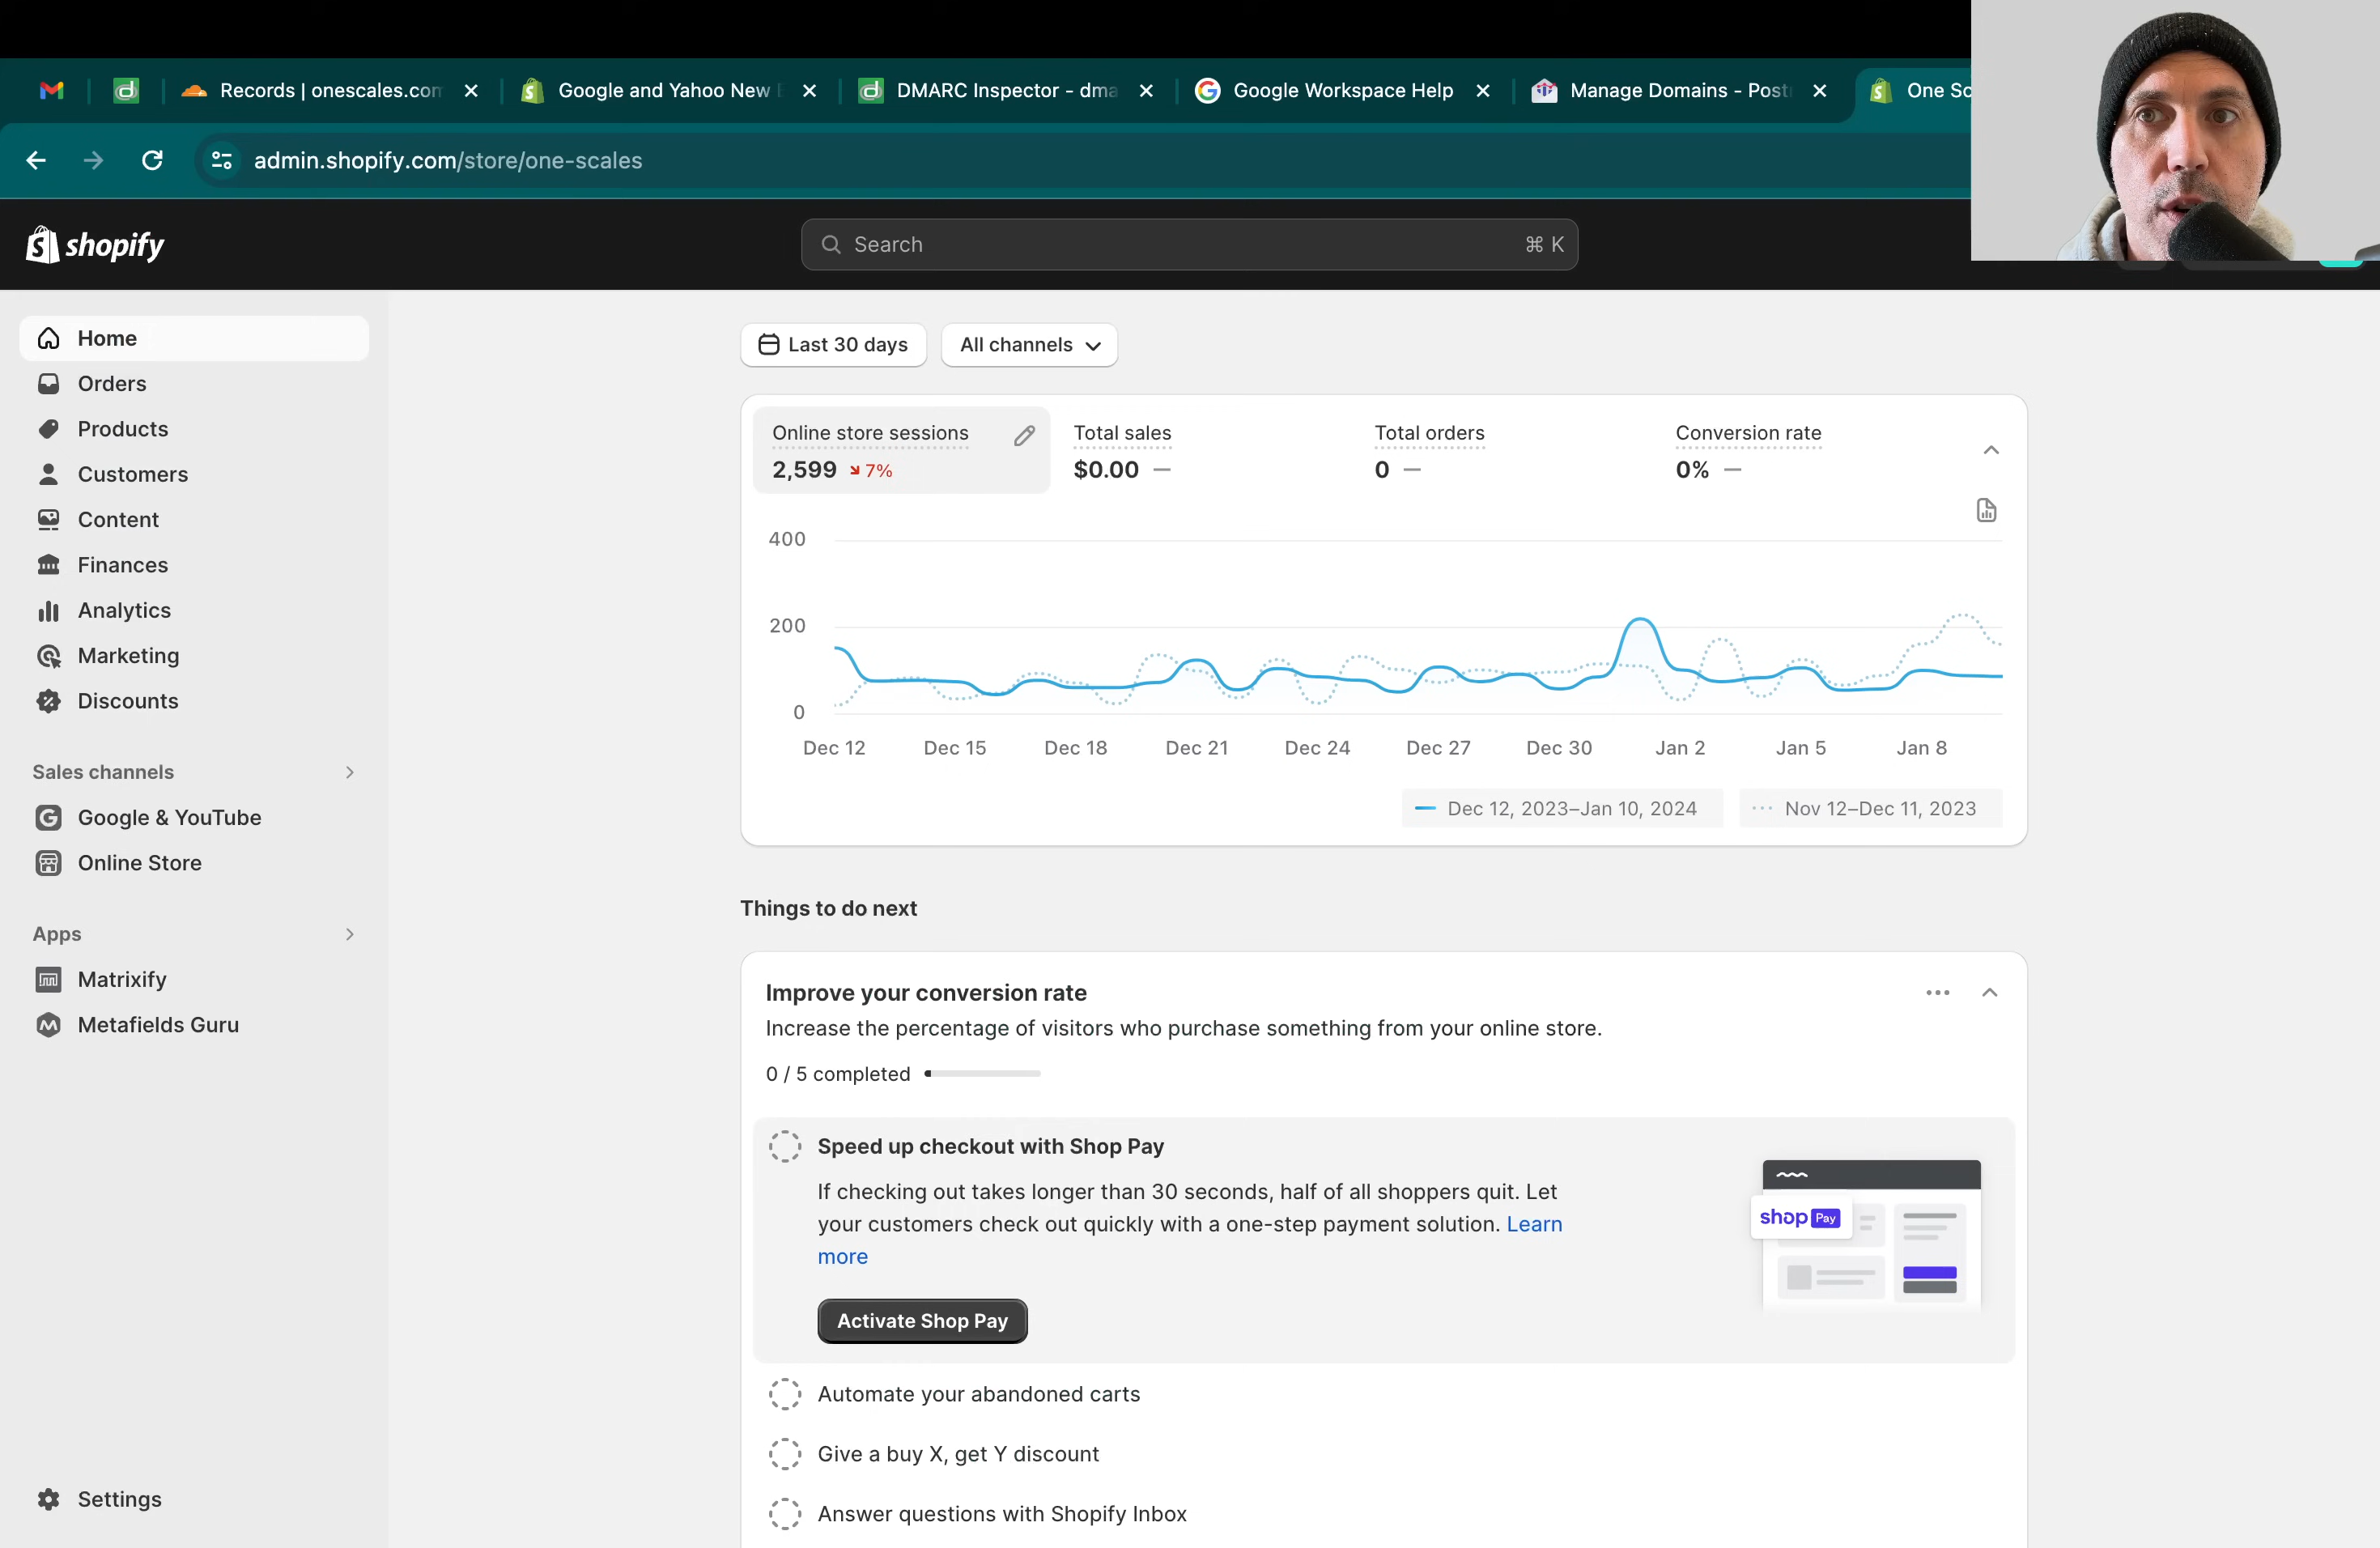 Records | onescales.com
Google and Yahoo New
DMARC Inspector - dma
Google Workspace Help
Manage Domains - Post
One Sc
admin.shopify.com/store/one-scales
shopify
Search
⌘ K
Home
Orders
Products
Customers
Content
Finances
Analytics
Marketing
Discounts
Sales channels
Google & YouTube
Online Store
Apps
Matrixify
Metafields Guru
Settings
Last 30 days
All channels
Online store sessions
2,599 7%
Total sales
$0.00 —
Total orders
0 —
Conversion rate
0% —
400
200
0
Dec 12 Dec 15 Dec 18 Dec 21 Dec 24 Dec 27 Dec 30 Jan 2 Jan 5 Jan 8
Dec 12, 2023–Jan 10, 2024
Nov 12–Dec 11, 2023
Things to do next
Improve your conversion rate
Increase the percentage of visitors who purchase something from your online store.
0 / 5 completed
Speed up checkout with Shop Pay
If checking out takes longer than 30 seconds, half of all shoppers quit. Let
your customers check out quickly with a one-step payment solution. Learn
more
shop Pay
Activate Shop Pay
Automate your abandoned carts
Give a buy X, get Y discount
Answer questions with Shopify Inbox